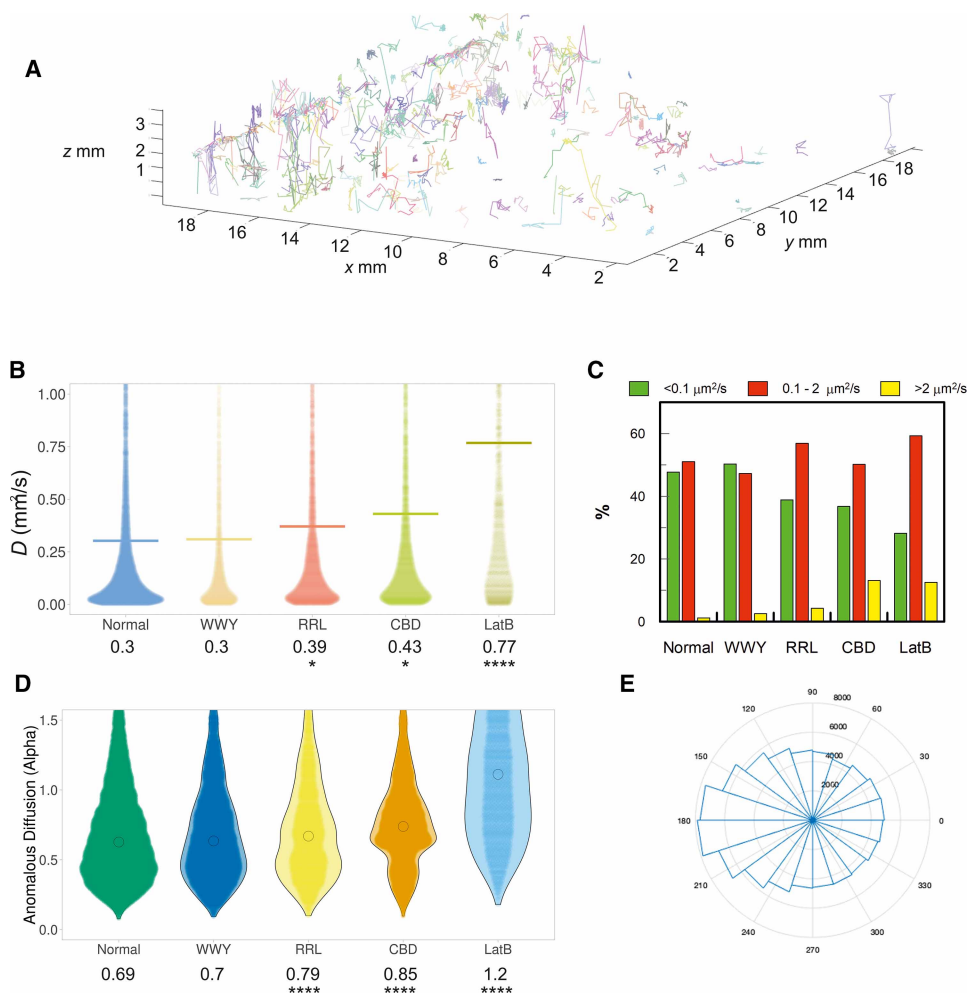 A
z mm
3
2
1
18
16
14
12
10
8
6
4
2
x mm
2
4
6
8
10
12
14
16
18
y mm
B
D (mm²/s)
1.00
0.75
0.50
0.25
0.00
Normal WWY RRL CBD LatB
0.3 0.3 0.39 0.43 0.77
* * ****
C
<0.1 μm²/s 0.1 - 2 μm²/s >2 μm²/s
%
60
40
20
0
Normal WWY RRL CBD LatB
D
Anomalous Diffusion (Alpha)
1.5
1.0
0.5
0.0
Normal WWY RRL CBD LatB
0.69 0.7 0.79 0.85 1.2
**** **** ****
E
90
120 8000 60
6000
150 4000 30
2000
180 0
210 330
240 300
270